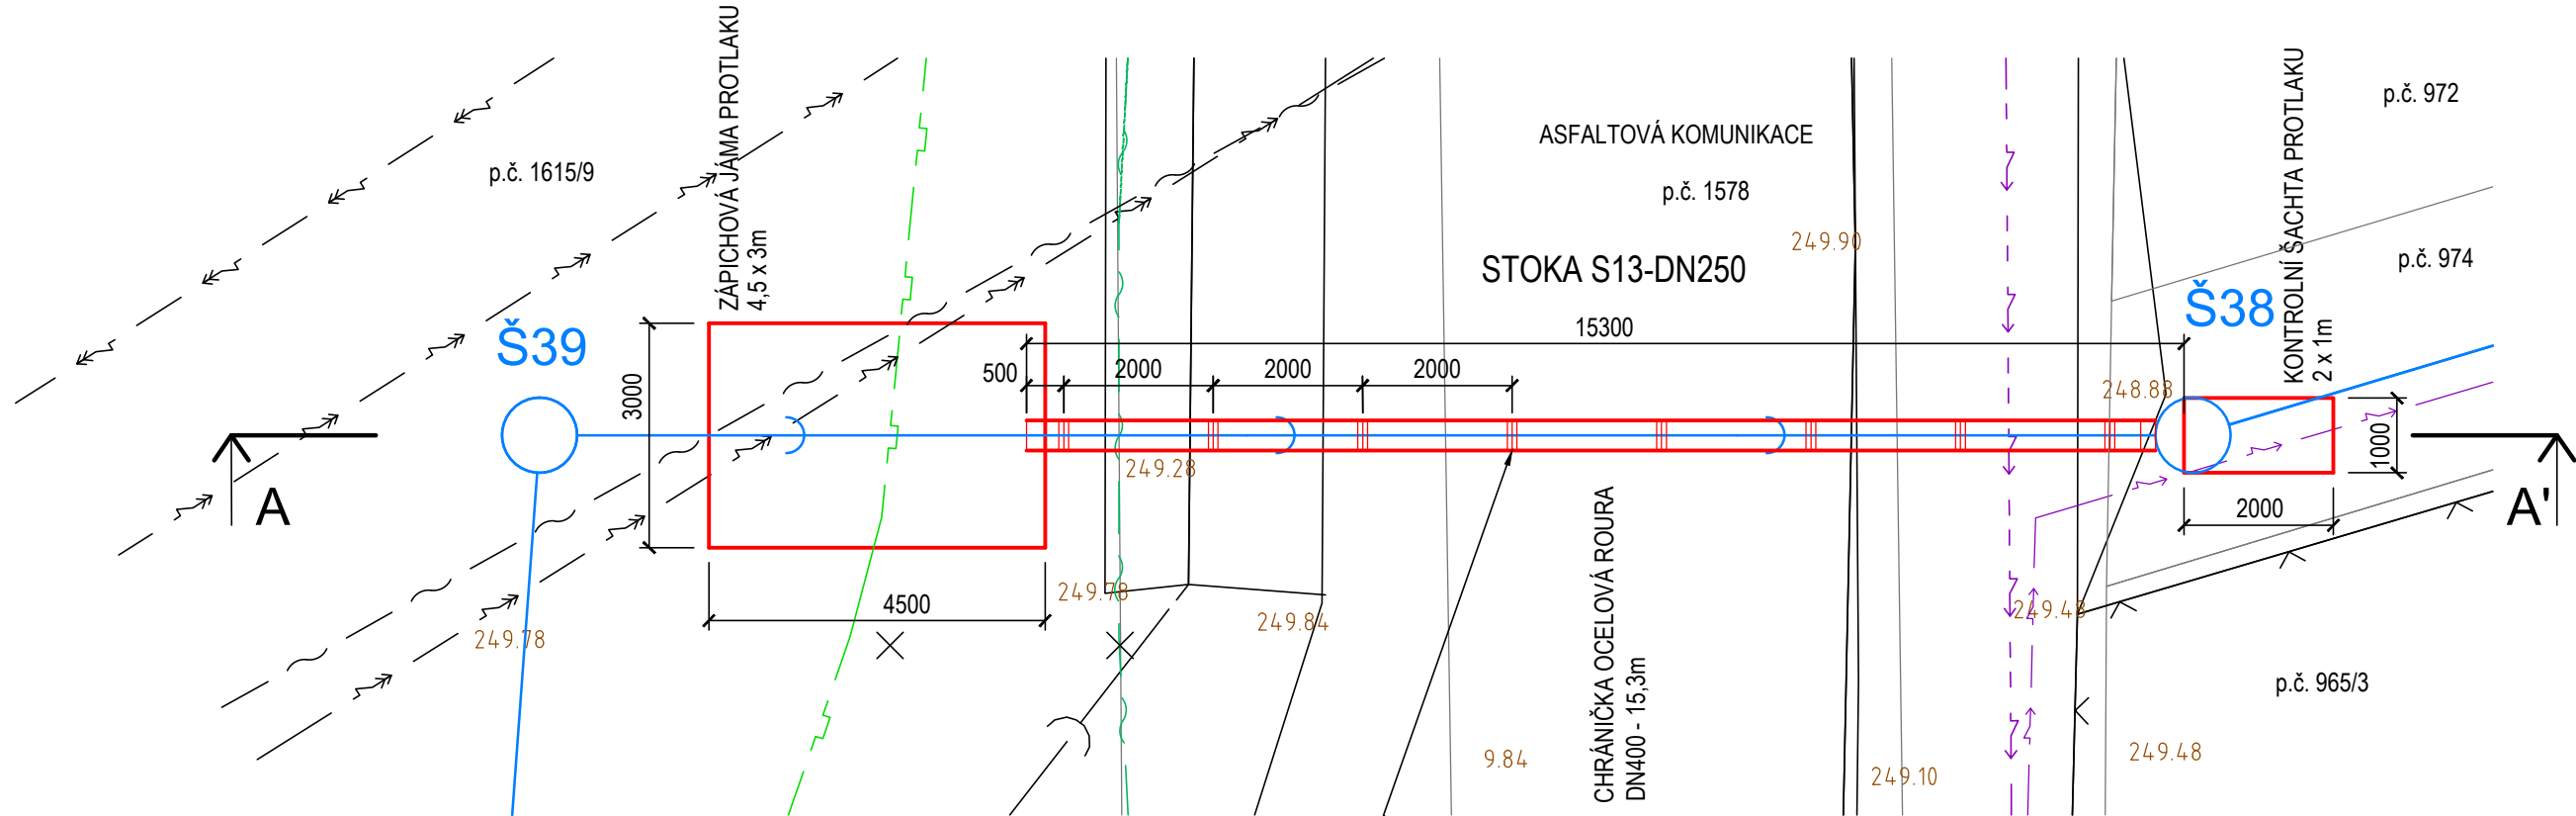 ZÁPICHOVÁ JÁMA PROTLAKU
4,5 x 3m
p.č. 1615/9
Š39
3000
4500
249.78
A
ASFALTOVÁ KOMUNIKACE
p.č. 1578
249.90
STOKA S13-DN250
15300
500
2000
2000
2000
249.28
249.78
249.84
9.84
CHRÁNIČKA OCELOVÁ ROURA
DN400 - 15,3m
249.10
249.48
249.48
KONTROLNÍ ŠACHTA PROTLAKU
2 x 1m
p.č. 972
p.č. 974
Š38
248.88
1000
2000
A'
p.č. 965/3